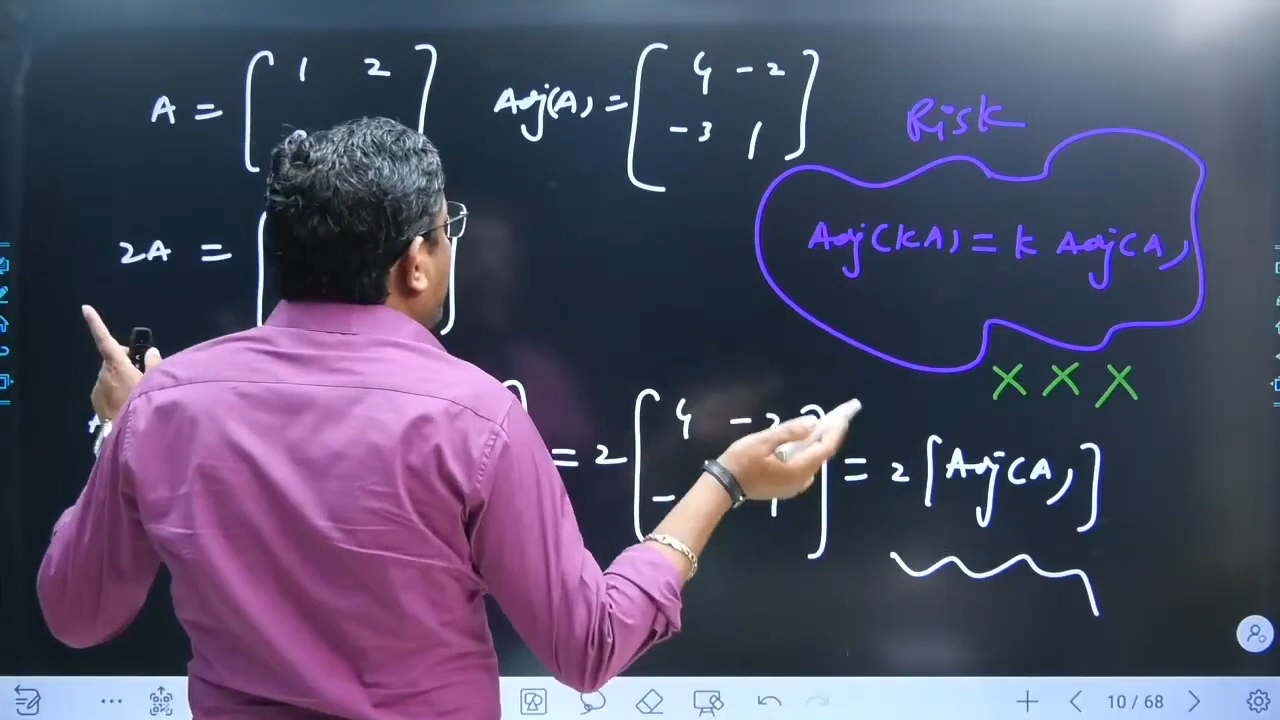 A = [ 1 2 ] Adj(A) = [ 4 -2
-3 1 ]
Risk
2A = [ ] Adj(KA) = K Adj(A)
X X X
= 2 [ 4 -2 ] = 2 [Adj(A)]
- 1
10 / 68